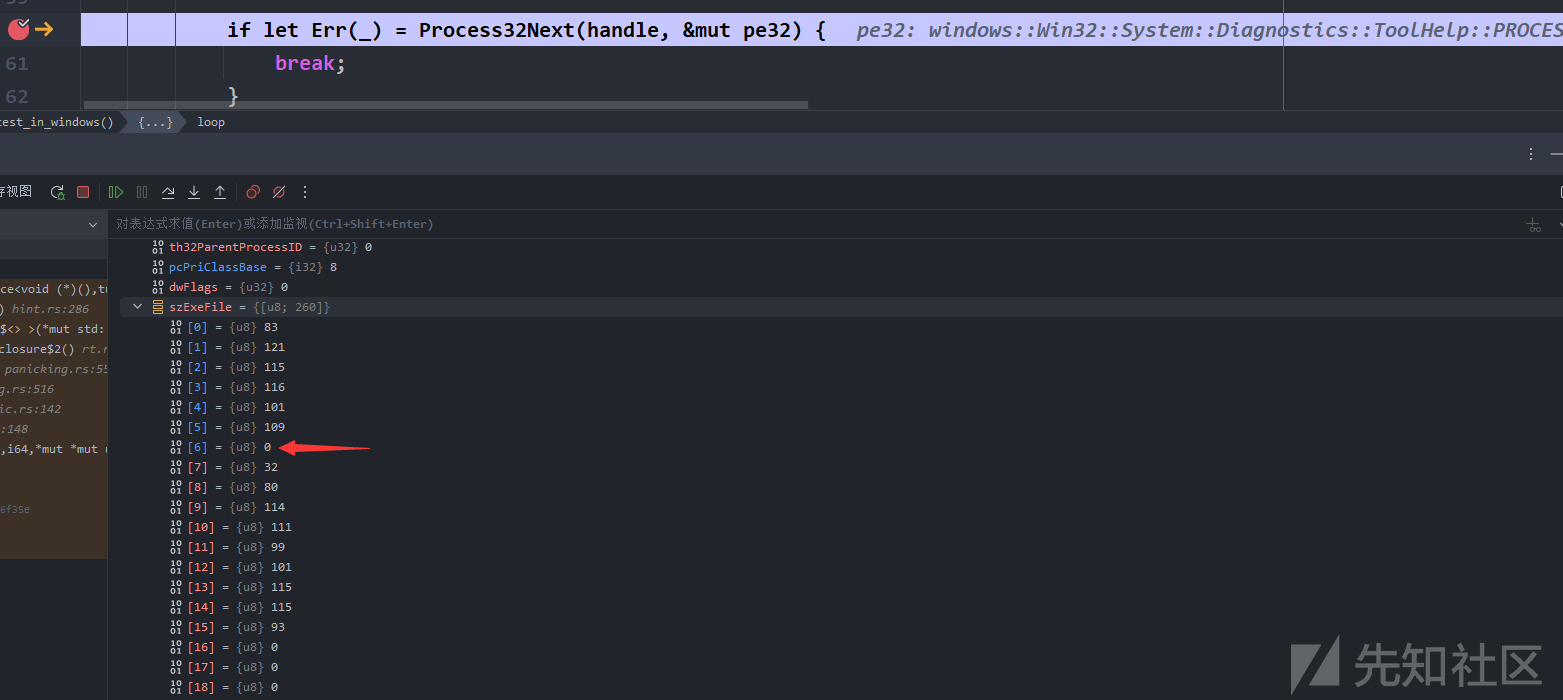 if let Err(_) = Process32Next(handle, &mut pe32) { pe32: windows::Win32::System::Diagnostics::ToolHelp::PROCES
61 break;
62 }
test_in_windows() {...} loop
存视图
对表达式求值(Enter)或添加监视(Ctrl+Shift+Enter)
th32ParentProcessID = {u32} 0
pcPriClassBase = {i32} 8
ce<void (*)(),tu dwFlags = {u32} 0
) hint.rs:286 szExeFile = {[u8; 260]}
$<> >(*mut std: [0] = {u8} 83
closure$2() rt.r [1] = {u8} 121
panicking.rs:55 [2] = {u8} 115
g.rs:516 [3] = {u8} 116
ic.rs:142 [4] = {u8} 101
:148 [5] = {u8} 109
,i64,*mut *mut u [6] = {u8} 0
[7] = {u8} 32
[8] = {u8} 80
6f35e [9] = {u8} 114
[10] = {u8} 111
[11] = {u8} 99
[12] = {u8} 101
[13] = {u8} 115
[14] = {u8} 115
[15] = {u8} 93
[16] = {u8} 0
[17] = {u8} 0
[18] = {u8} 0
先知社区